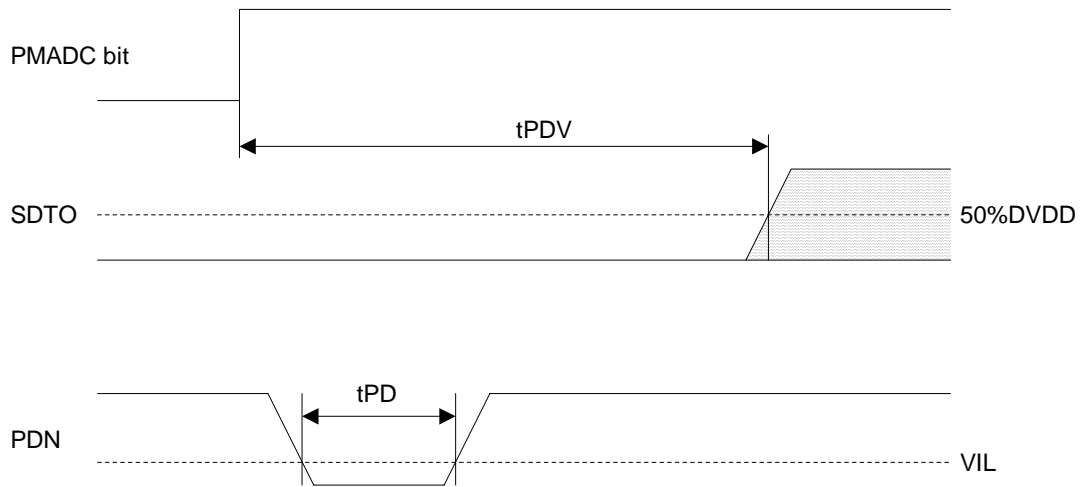 PMADC bit
tPDV
SDTO
50%DVDD
tPD
PDN
VIL